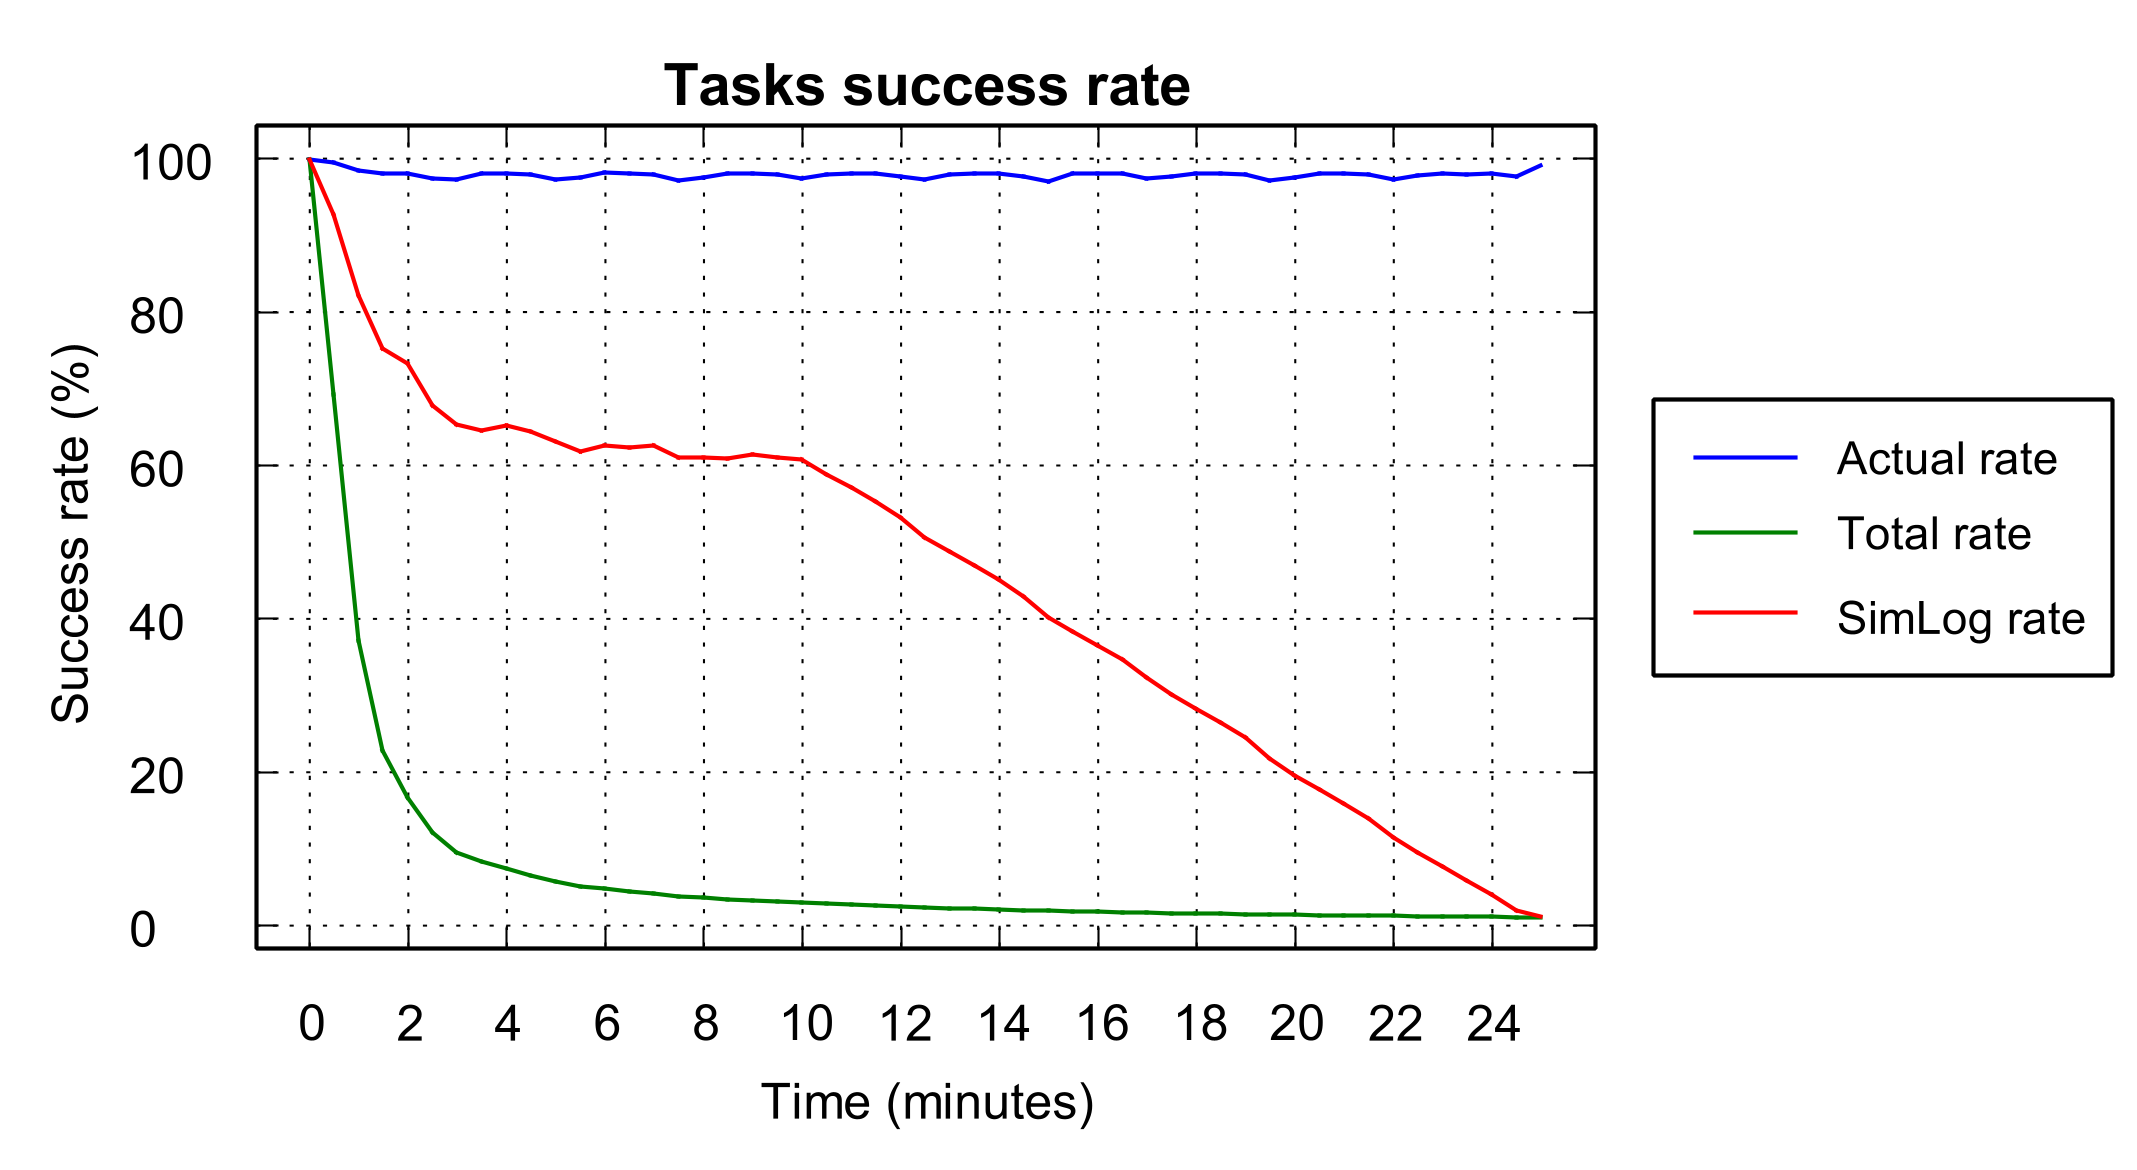 Tasks success rate
Success rate (%)
100
80
60
40
20
0
0 2 4 6 8 10 12 14 16 18 20 22 24
Time (minutes)
Actual rate
Total rate
SimLog rate